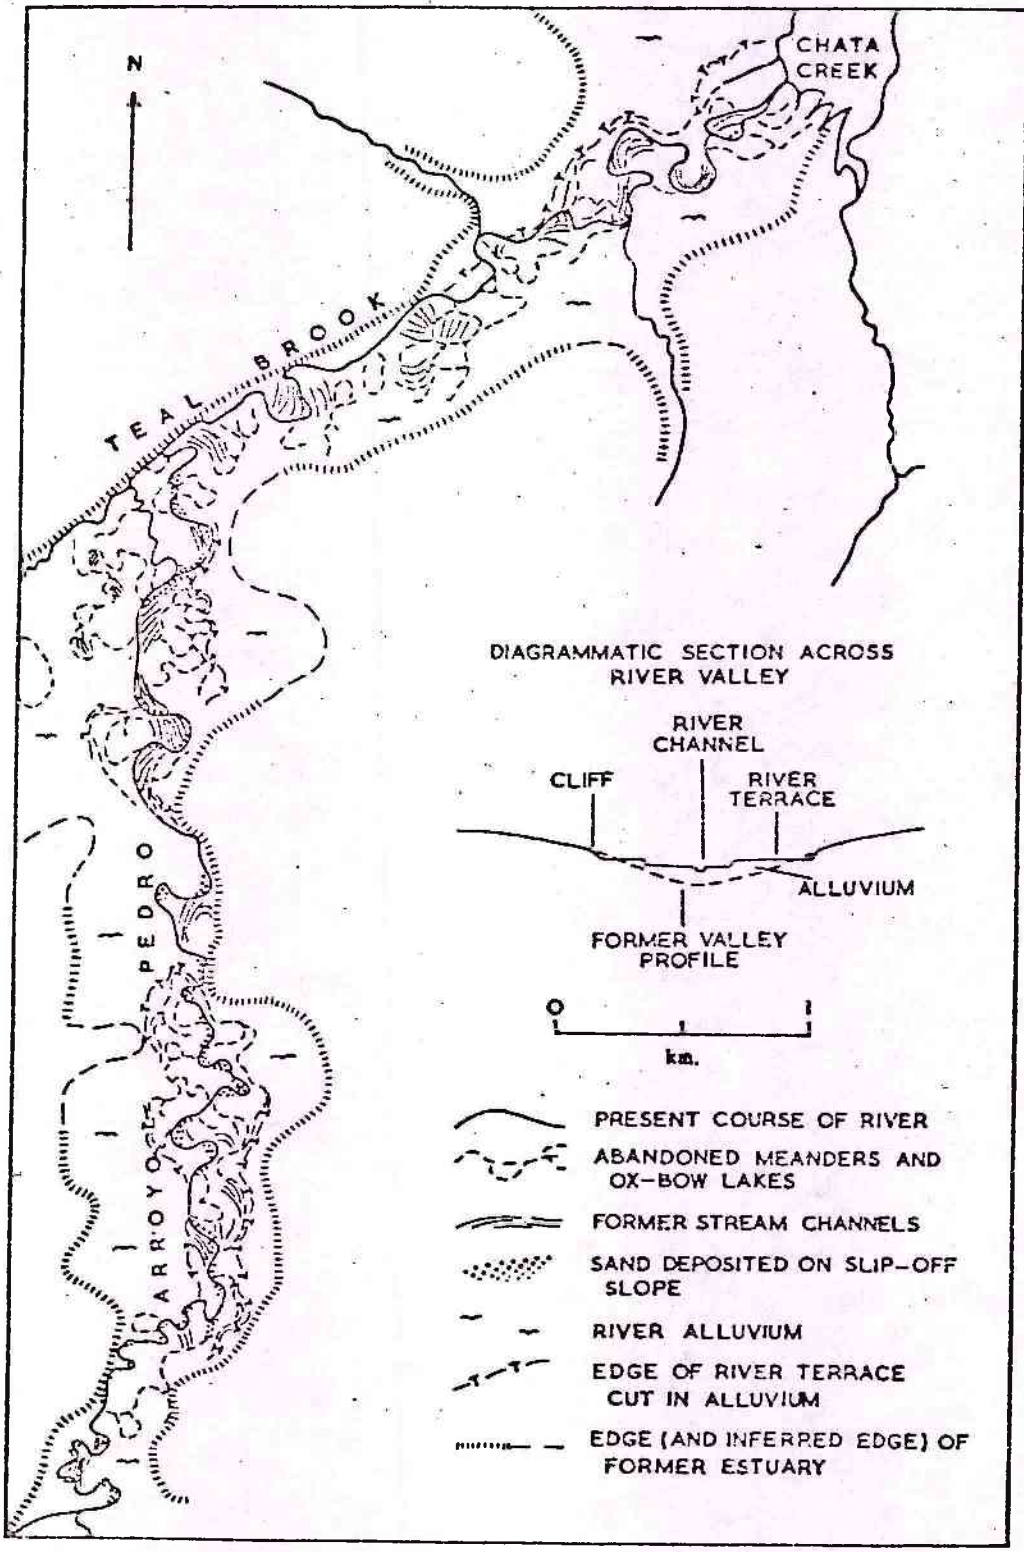 N
CHATA
CREEK
TEAL BROOK
DIAGRAMMATIC SECTION ACROSS
RIVER VALLEY
RIVER
CHANNEL
CLIFF
RIVER
TERRACE
ALLUVIUM
FORMER VALLEY
PROFILE
ARROYO PEDRO
0 1
km.
PRESENT COURSE OF RIVER
ABANDONED MEANDERS AND
OX-BOW LAKES
FORMER STREAM CHANNELS
SAND DEPOSITED ON SLIP-OFF
SLOPE
RIVER ALLUVIUM
EDGE OF RIVER TERRACE
CUT IN ALLUVIUM
EDGE (AND INFERRED EDGE) OF
FORMER ESTUARY